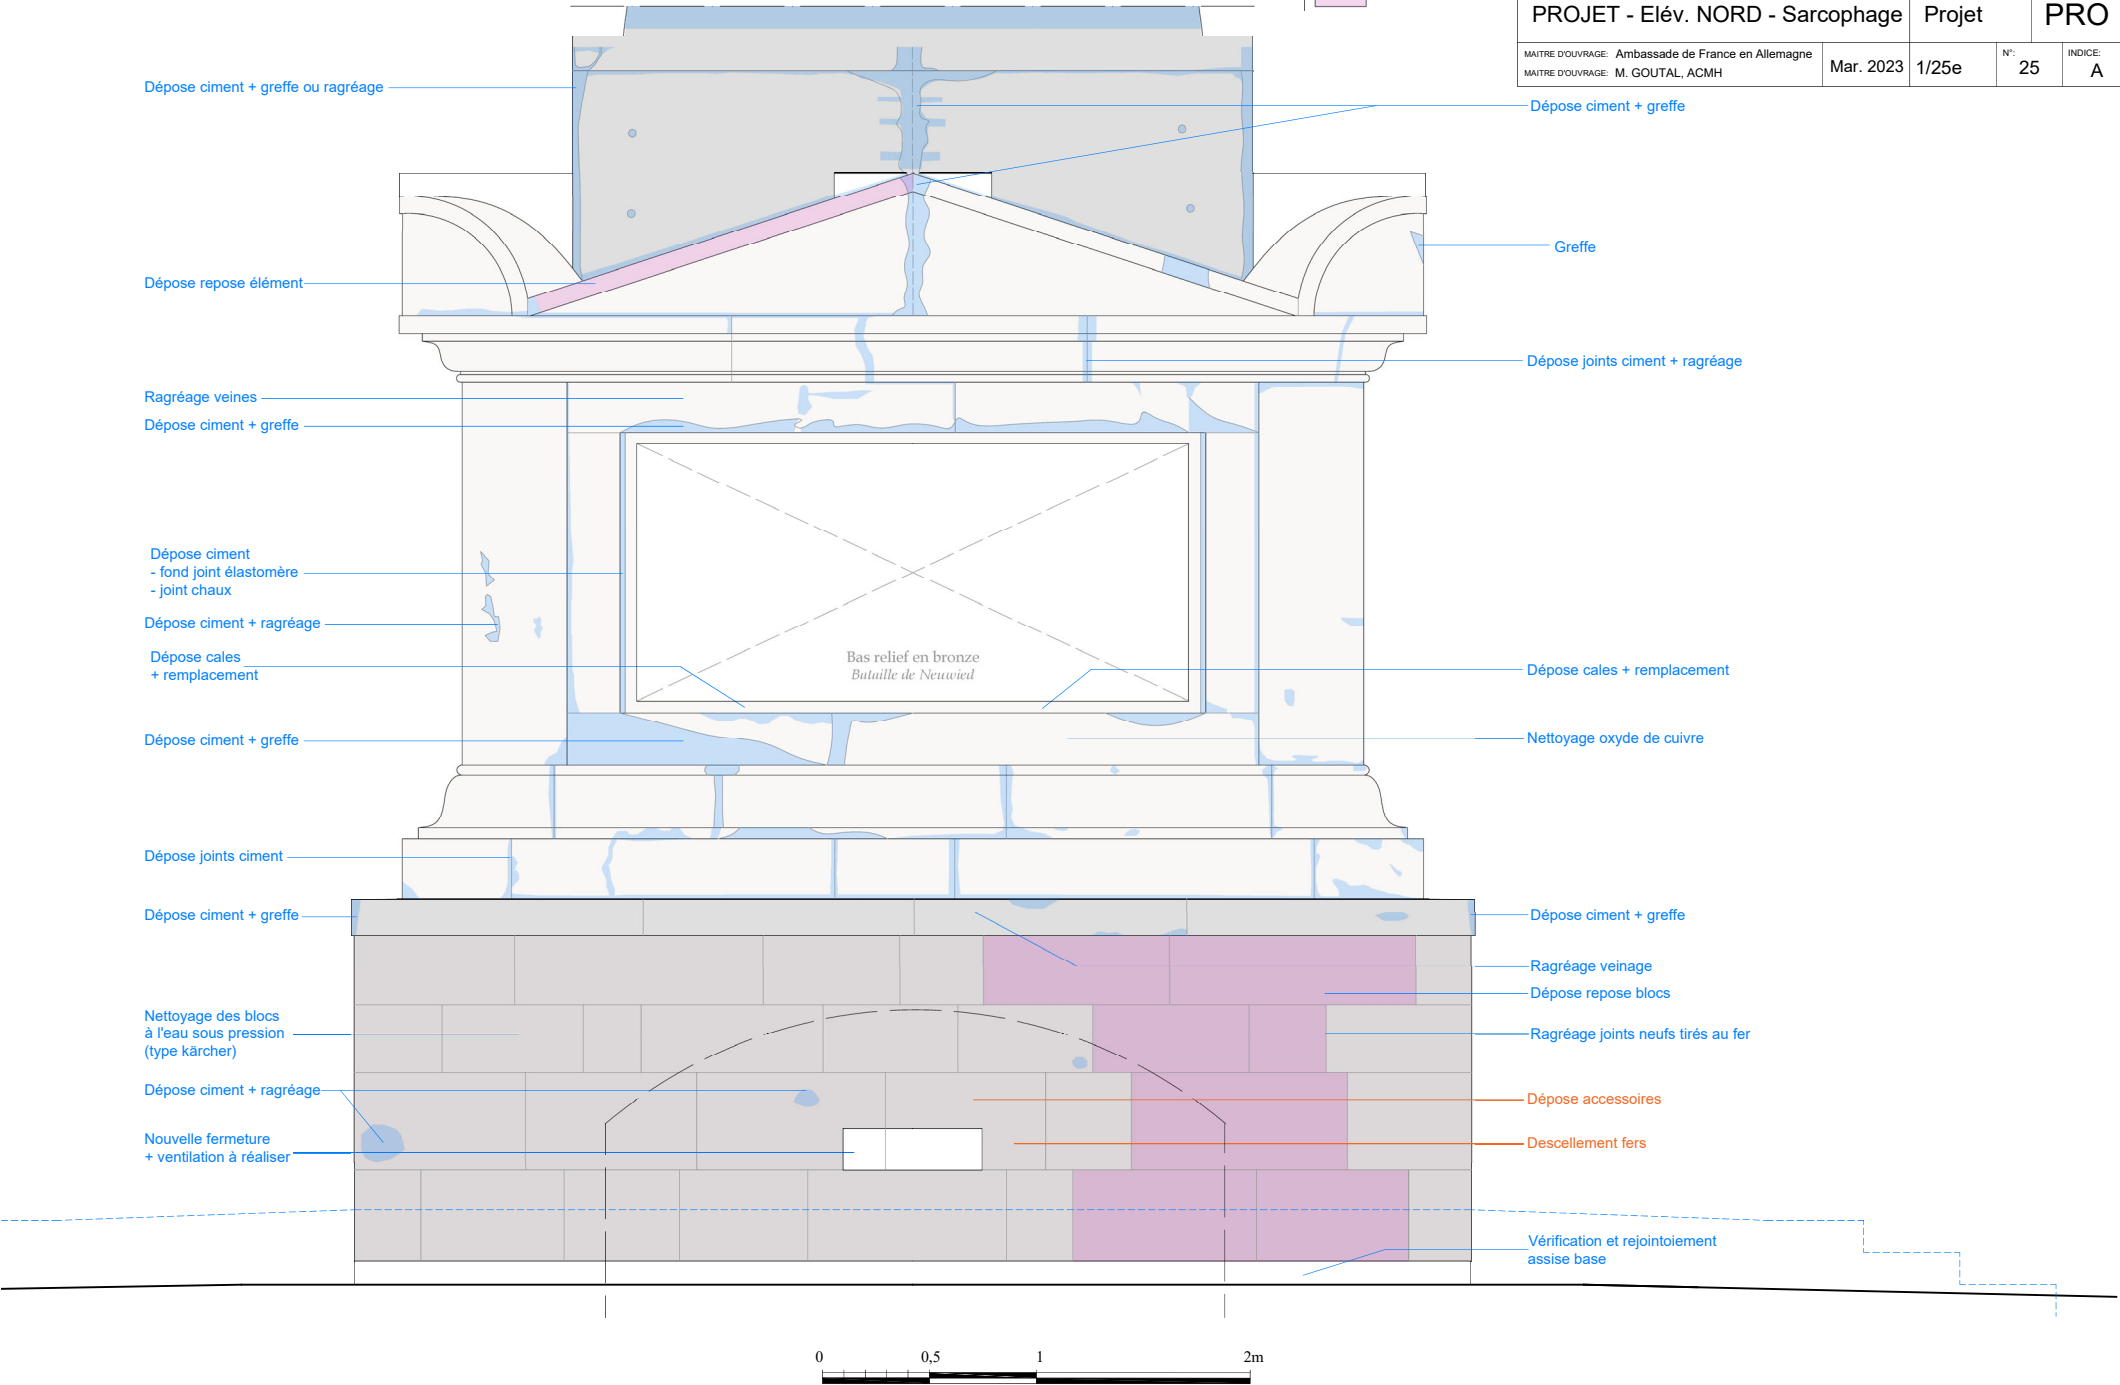 PROJET - Elév. NORD - Sarcophage
Projet
PRO
MAITRE D'OUVRAGE: Ambassade de France en Allemagne
MAITRE D'OUVRAGE: M. GOUTAL, ACMH
Mar. 2023
1/25e
N°:
25
INDICE:
A
Dépose ciment + greffe ou ragréage
Dépose ciment + greffe
Greffe
Dépose repose élément
Dépose joints ciment + ragréage
Ragréage veines
Dépose ciment + greffe
Dépose ciment
- fond joint élastomère
- joint chaux
Dépose ciment + ragréage
Dépose cales
+ remplacement
Bas relief en bronze
Bataille de Neuwied
Dépose cales + remplacement
Dépose ciment + greffe
Nettoyage oxyde de cuivre
Dépose joints ciment
Dépose ciment + greffe
Dépose ciment + greffe
Ragréage veinage
Dépose repose blocs
Nettoyage des blocs
à l'eau sous pression
(type kärcher)
Ragréage joints neufs tirés au fer
Dépose ciment + ragréage
Dépose accessoires
Nouvelle fermeture
+ ventilation à réaliser
Descellement fers
Vérification et rejointoiement
assise base
0 0,5 1 2m